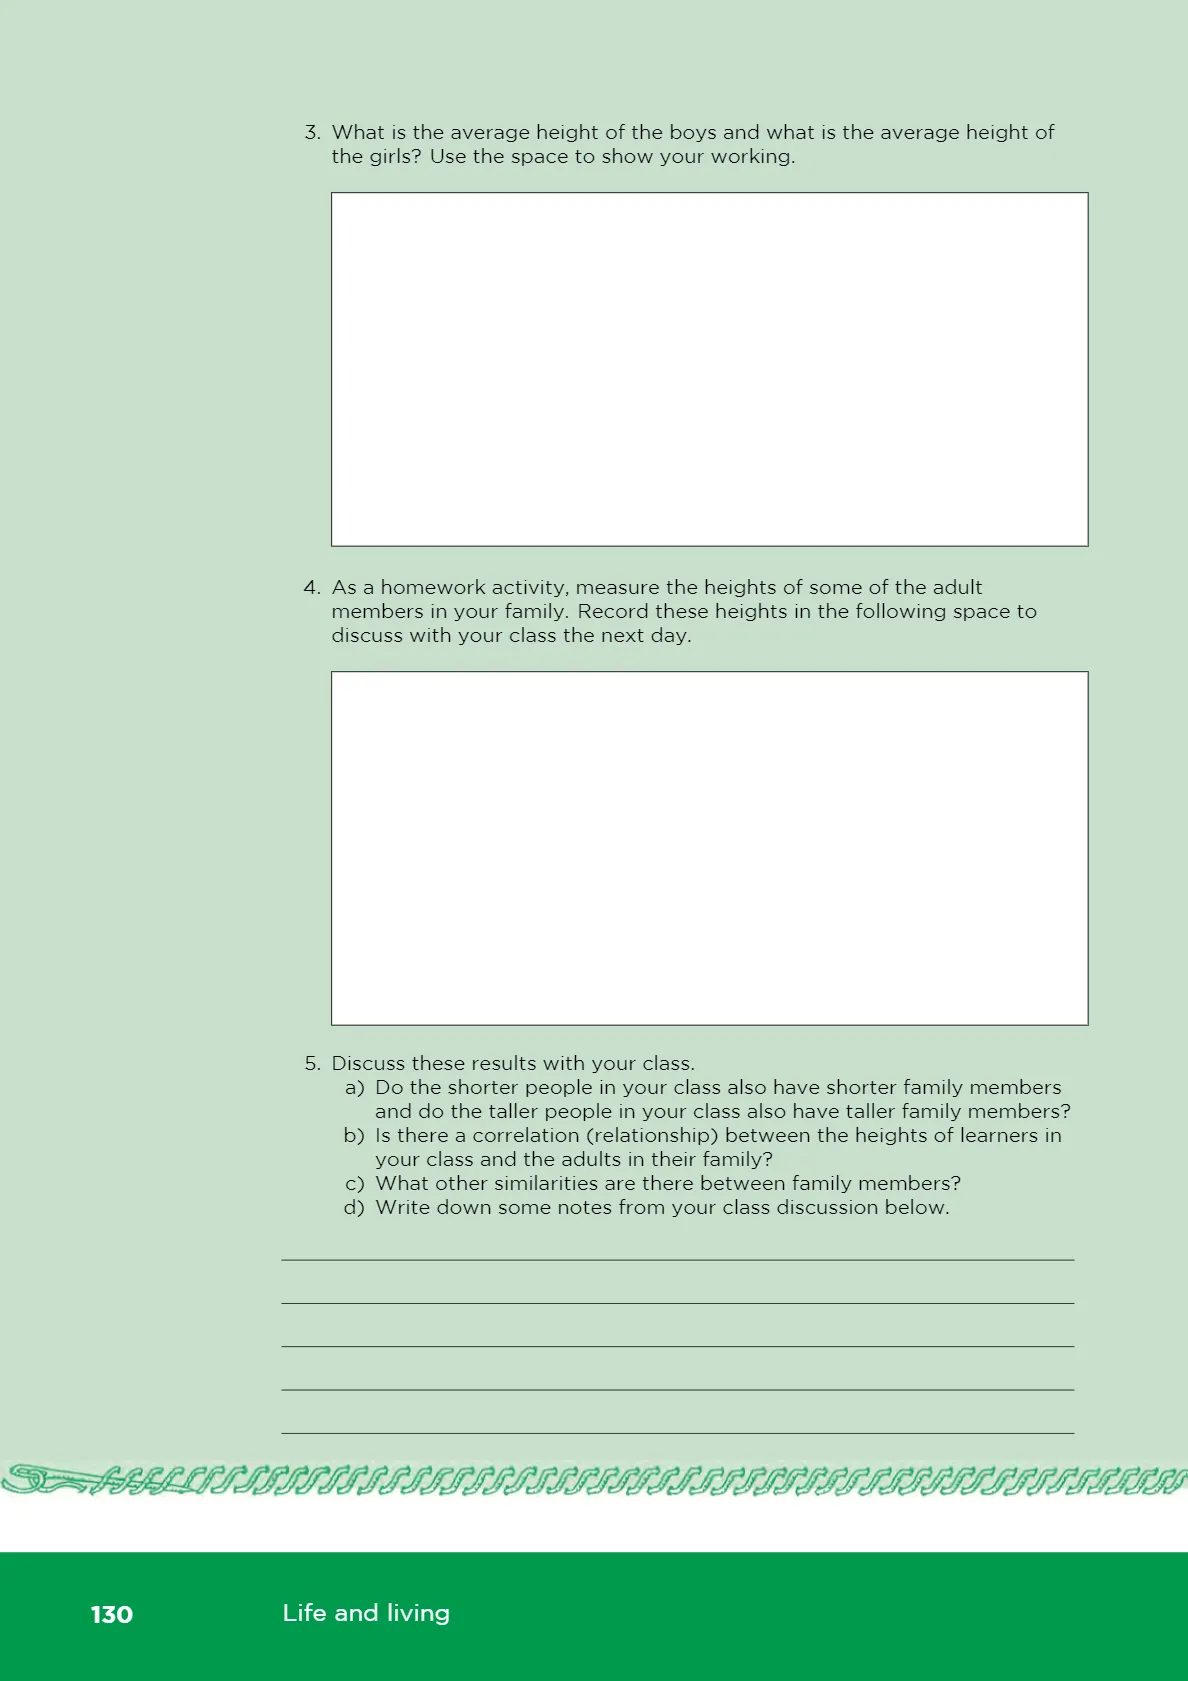 3. What is the average height of the boys and what is the average height of
the girls? Use the space to show your working.
4. As a homework activity, measure the heights of some of the adult
members in your family. Record these heights in the following space to
discuss with your class the next day.
5. Discuss these results with your class.
a) Do the shorter people in your class also have shorter family members
and do the taller people in your class also have taller family members?
b) Is there a correlation (relationship) between the heights of learners in
your class and the adults in their family?
c) What other similarities are there between family members?
d) Write down some notes from your class discussion below.
130 Life and living